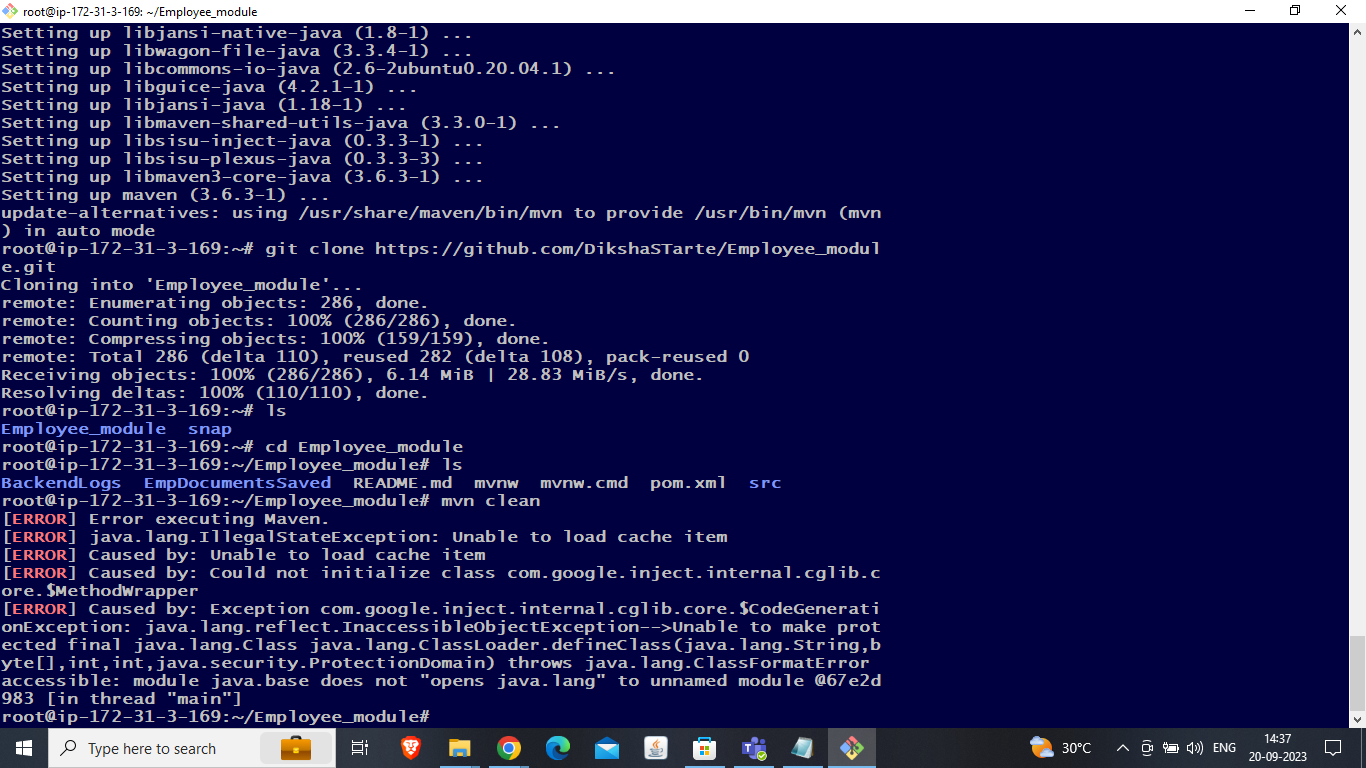 root@ip-172-31-3-169: ~/Employee_module
Setting up libjansi-native-java (1.8-1) ...
Setting up libwagon-file-java (3.3.4-1) ...
Setting up libcommons-io-java (2.6-2ubuntu0.20.04.1) ...
Setting up libguice-java (4.2.1-1) ...
Setting up libjansi-java (1.18-1) ...
Setting up libmaven-shared-utils-java (3.3.0-1) ...
Setting up libsisu-inject-java (0.3.3-1) ...
Setting up libsisu-plexus-java (0.3.3-3) ...
Setting up libmaven3-core-java (3.6.3-1) ...
Setting up maven (3.6.3-1) ...
update-alternatives: using /usr/share/maven/bin/mvn to provide /usr/bin/mvn (mvn
) in auto mode
root@ip-172-31-3-169:~# git clone https://github.com/DikshaSTarte/Employee_modul
e.git
Cloning into 'Employee_module'...
remote: Enumerating objects: 286, done.
remote: Counting objects: 100% (286/286), done.
remote: Compressing objects: 100% (159/159), done.
remote: Total 286 (delta 110), reused 282 (delta 108), pack-reused 0
Receiving objects: 100% (286/286), 6.14 MiB | 28.83 MiB/s, done.
Resolving deltas: 100% (110/110), done.
root@ip-172-31-3-169:~# ls
Employee_module  snap
root@ip-172-31-3-169:~# cd Employee_module
root@ip-172-31-3-169:~/Employee_module# ls
BackendLogs  EmpDocumentsSaved  README.md  mvnw  mvnw.cmd  pom.xml  src
root@ip-172-31-3-169:~/Employee_module# mvn clean
[ERROR] Error executing Maven.
[ERROR] java.lang.IllegalStateException: Unable to load cache item
[ERROR] Caused by: Unable to load cache item
[ERROR] Caused by: Could not initialize class com.google.inject.internal.cglib.c
ore.$MethodWrapper
[ERROR] Caused by: Exception com.google.inject.internal.cglib.core.$CodeGenerati
onException: java.lang.reflect.InaccessibleObjectException-->Unable to make prot
ected final java.lang.Class java.lang.ClassLoader.defineClass(java.lang.String,b
yte[],int,int,java.security.ProtectionDomain) throws java.lang.ClassFormatError
accessible: module java.base does not "opens java.lang" to unnamed module @67e2d
983 [in thread "main"]
root@ip-172-31-3-169:~/Employee_module#
Type here to search
30°C
ENG
14:37
20-09-2023